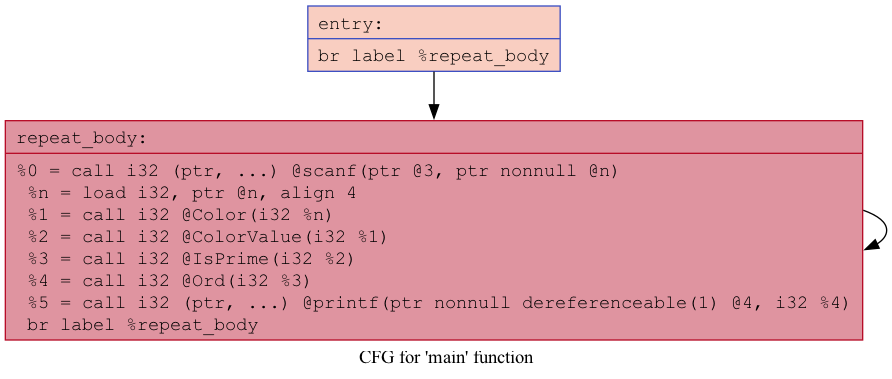 entry:
br label %repeat_body
repeat_body:
%0 = call i32 (ptr, ...) @scanf(ptr @3, ptr nonnull @n)
%n = load i32, ptr @n, align 4
%1 = call i32 @Color(i32 %n)
%2 = call i32 @ColorValue(i32 %1)
%3 = call i32 @IsPrime(i32 %2)
%4 = call i32 @Ord(i32 %3)
%5 = call i32 (ptr, ...) @printf(ptr nonnull dereferenceable(1) @4, i32 %4)
br label %repeat_body
CFG for 'main' function